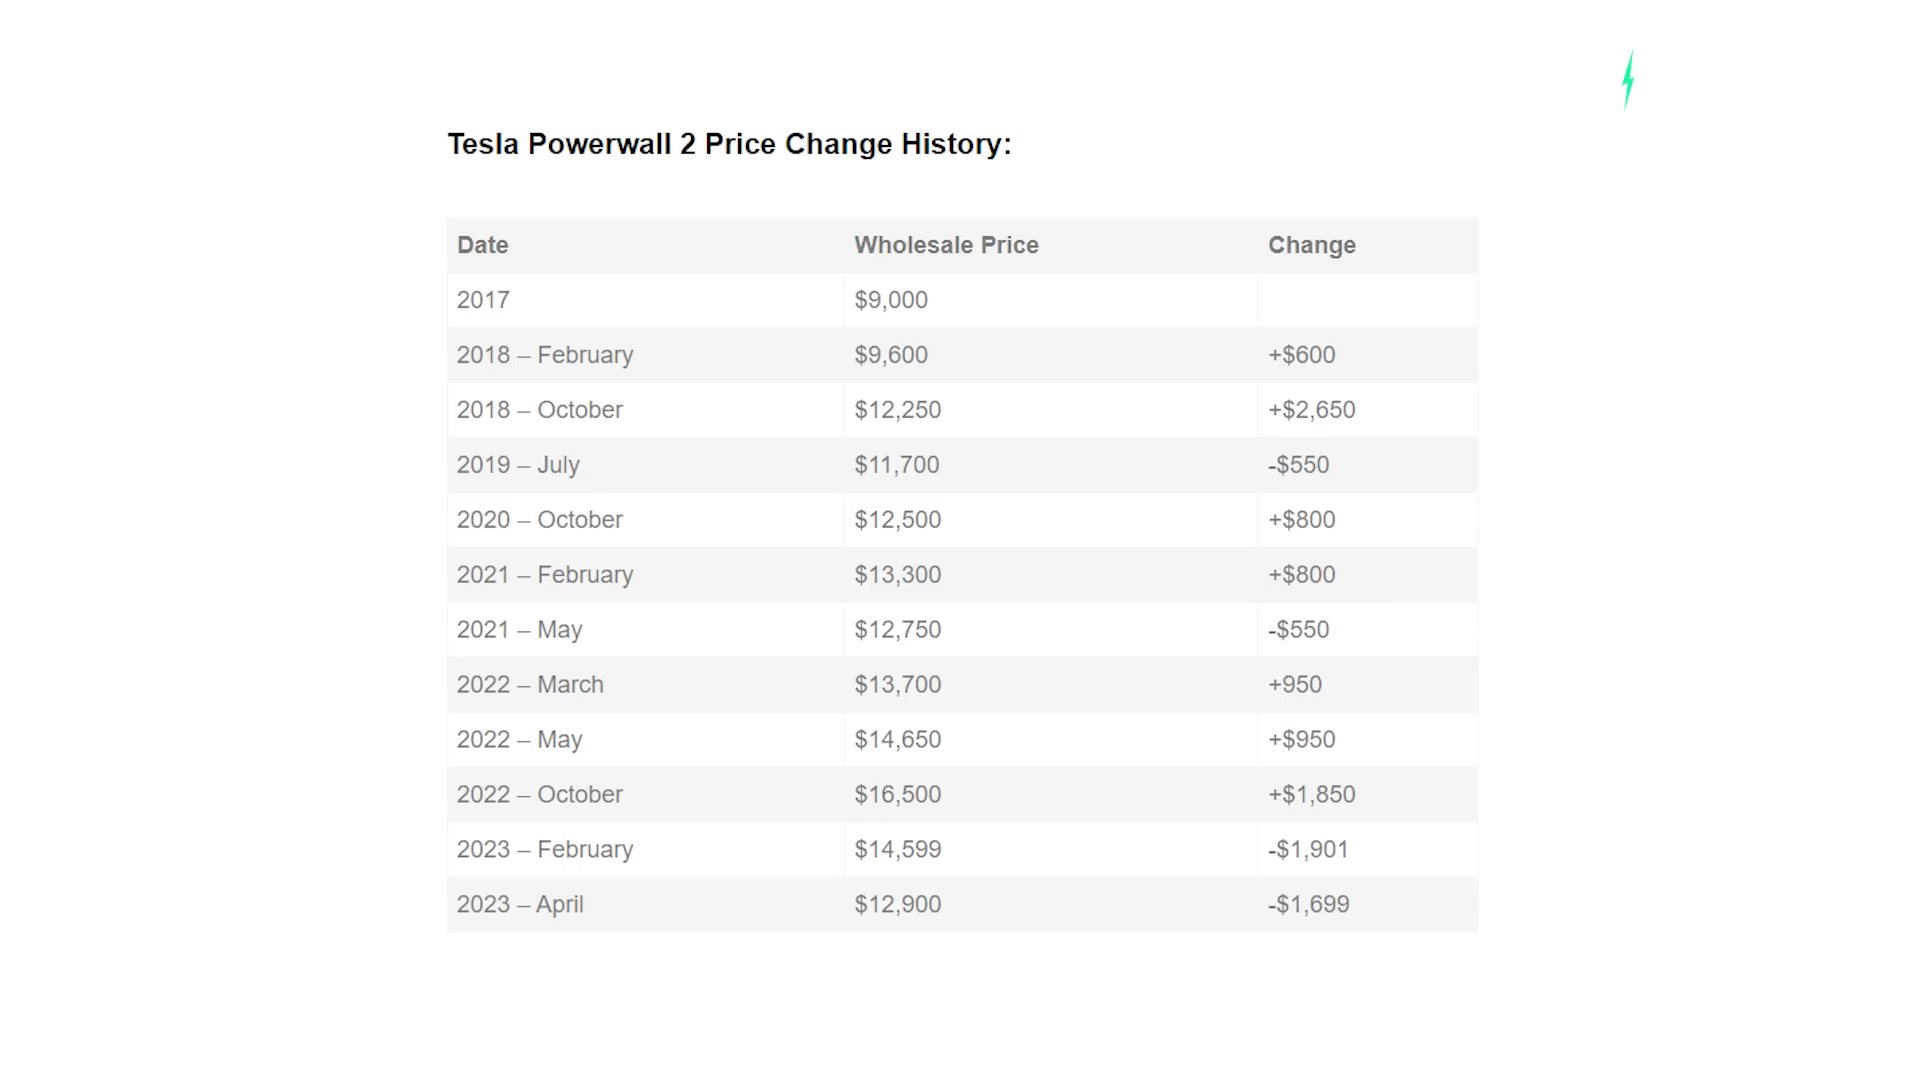 Tesla Powerwall 2 Price Change History:
Date Wholesale Price Change
2017 $9,000
2018 – February $9,600 +$600
2018 – October $12,250 +$2,650
2019 – July $11,700 -$550
2020 – October $12,500 +$800
2021 – February $13,300 +$800
2021 – May $12,750 -$550
2022 – March $13,700 +950
2022 – May $14,650 +$950
2022 – October $16,500 +$1,850
2023 – February $14,599 -$1,901
2023 – April $12,900 -$1,699